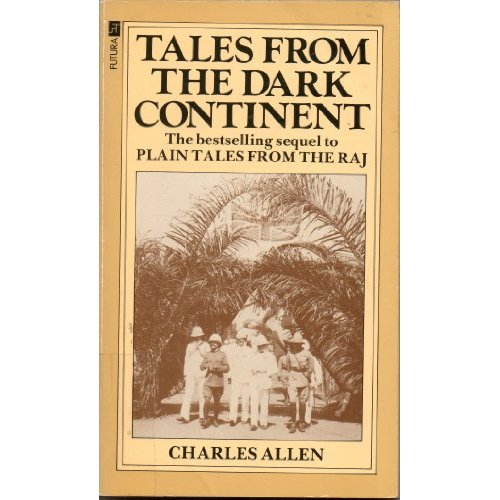 FUTURA
TALES FROM
THE DARK
CONTINENT
The bestselling sequel to
PLAIN TALES FROM THE RAJ
CHARLES ALLEN